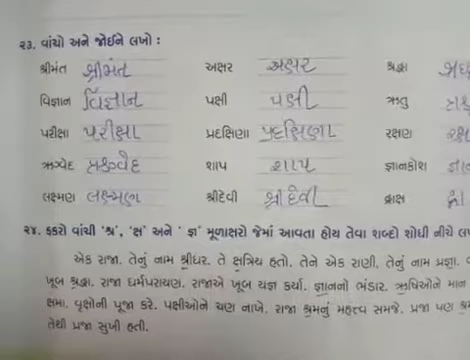 ૨૩. વાંચો અને જોઈને લખો :
શ્રીમંત શ્રીમંત અક્ષર અક્ષર શ્રદ્ધા
વિજ્ઞાન વિજ્ઞાન પક્ષી પક્ષી ઋતુ
પરીક્ષા પરીક્ષા પ્રદક્ષિણા પ્રદક્ષિણા રક્ષણ
ઋગ્વેદ ઋગ્વેદ શાપ શાપ જ્ઞાનકોશ
લક્ષ્મણ લક્ષ્મણ શ્રીદેવી શ્રીદેવી દ્રાક્ષ
૨૪. ફકરો વાંચી 'શ્ર', 'ક્ષ' અને 'જ્ઞ' મૂળાક્ષરો જેમાં આવતા હોય તેવા શબ્દો શોધી નીચે
એક રાજા. તેનું નામ શ્રીધર. તે ક્ષત્રિય હતો. તેને એક રાણી. તેનું નામ પ્રજ્ઞા.
ખૂબ શ્રદ્ધા. રાજા ધર્મપરાયણ. રાજાએ ખૂબ યજ્ઞ કર્યા. જ્ઞાનનો ભંડાર. ઋષિઓને માન
ક્ષમા. વૃક્ષોની પૂજા કરે. પક્ષીઓને ચણ નાખે. રાજા શ્રમનું મહત્ત્વ સમજે. પ્રજા પણ
તેથી પ્રજા સુખી હતી.